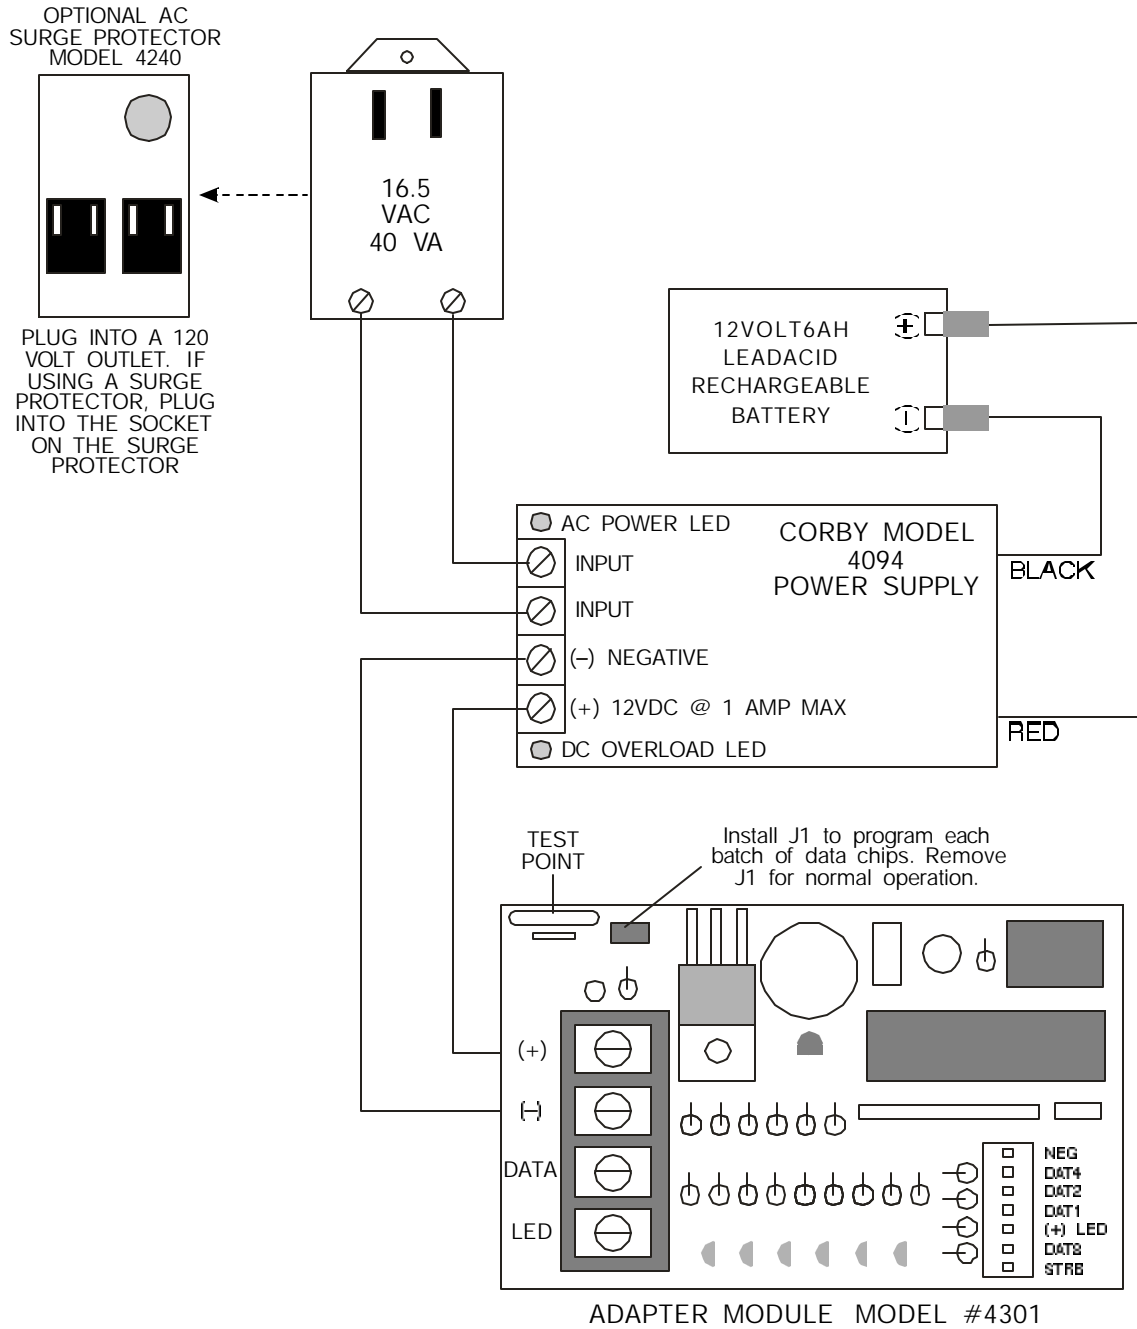 OPTIONAL AC
SURGE PROTECTOR
MODEL 4240
16.5
VAC
40 VA
PLUG INTO A 120
VOLT OUTLET. IF
USING A SURGE
PROTECTOR, PLUG
INTO THE SOCKET
ON THE SURGE
PROTECTOR
12VOLT6AH
LEADACID
RECHARGEABLE
BATTERY
+
−
AC POWER LED
CORBY MODEL
4094
POWER SUPPLY
INPUT
INPUT
(−) NEGATIVE
(+) 12VDC @ 1 AMP MAX
DC OVERLOAD LED
BLACK
RED
TEST
POINT
Install J1 to program each
batch of data chips. Remove
J1 for normal operation.
(+)
(−)
DATA
LED
NEG
DAT4
DAT2
DAT1
(+) LED
DAT8
STRB
ADAPTER MODULE MODEL #4301